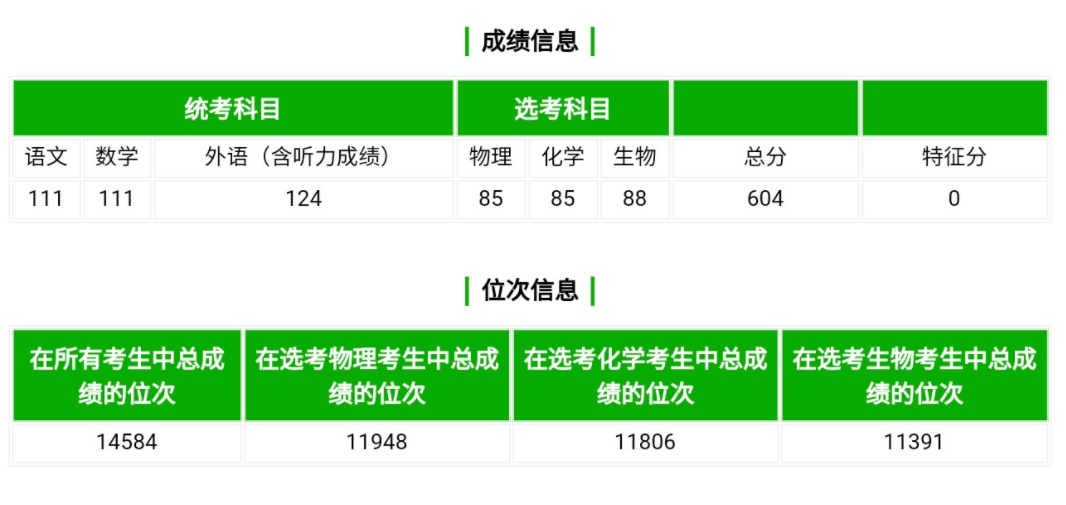 成绩信息
统考科目 选考科目
语文 数学 外语（含听力成绩） 物理 化学 生物 总分 特征分
111 111 124 85 85 88 604 0
位次信息
在所有考生中总成 在选考物理考生中总成 在选考化学考生中总成 在选考生物考生中总成
绩的位次 绩的位次 绩的位次 绩的位次
14584 11948 11806 11391